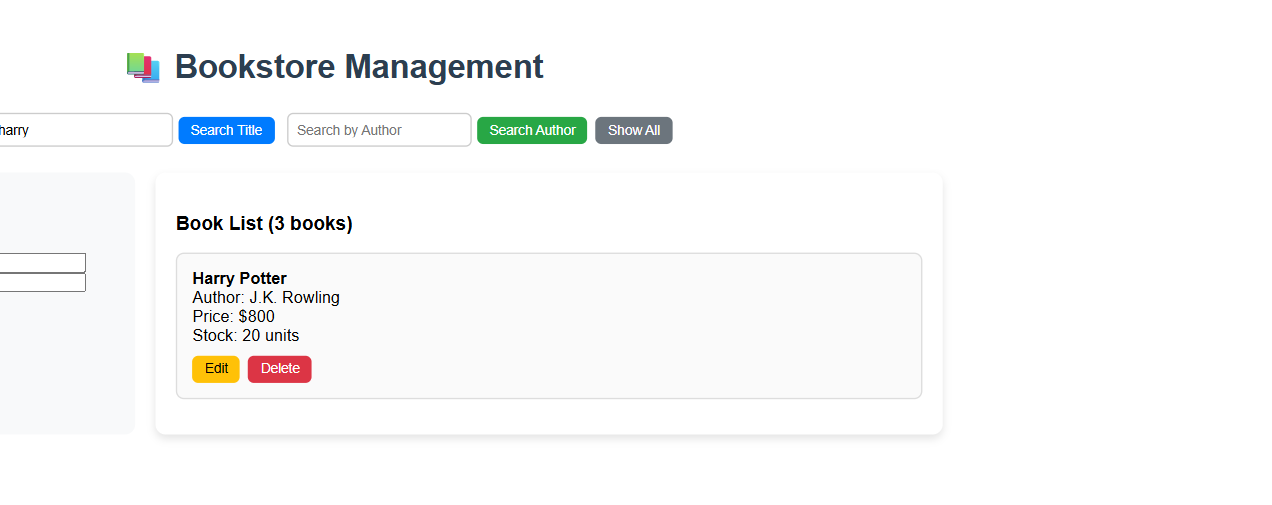 📚 Bookstore Management
harry Search Title Search by Author Search Author Show All
Book List (3 books)
Harry Potter
Author: J.K. Rowling
Price: $800
Stock: 20 units
Edit Delete